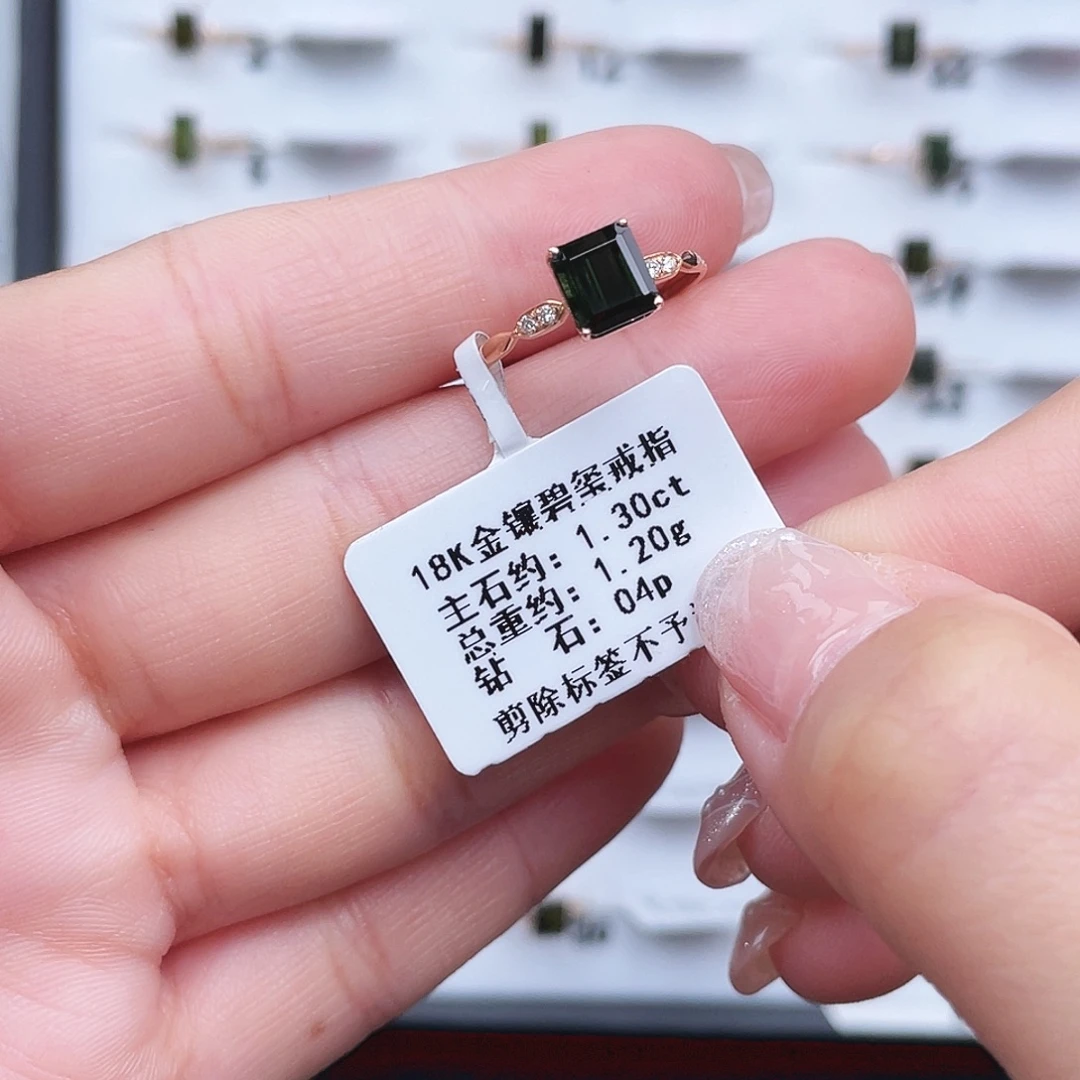 18K金镶碧玺戒指
主石约: 1.30ct
总重约: 1.20g
钻 石: 04p
剪除标签不予